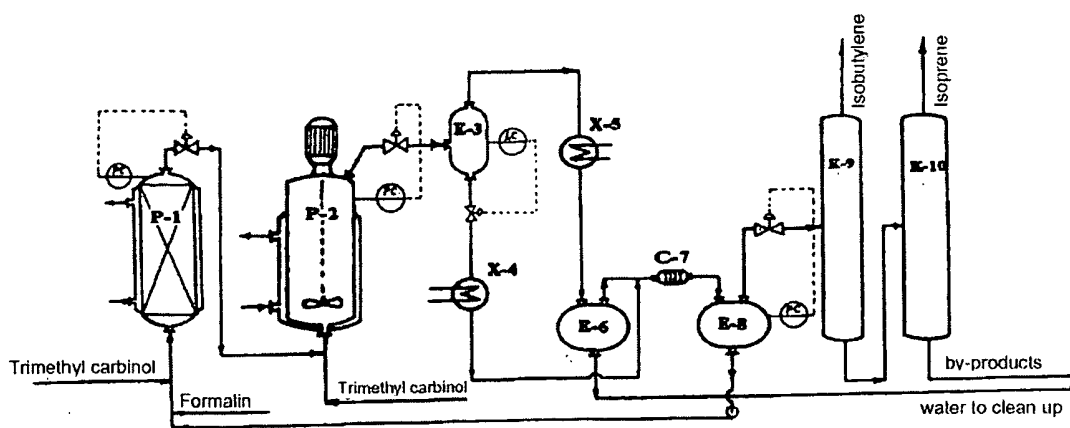 Isobutylene
Isoprene
E-3
Lc
X-5
PC
P-1
P-2
PC
K-9
K-10
X-4
C-7
E-6
E-8
PC
Trimethyl carbinol
Trimethyl carbinol
Formalin
by-products
water to clean up